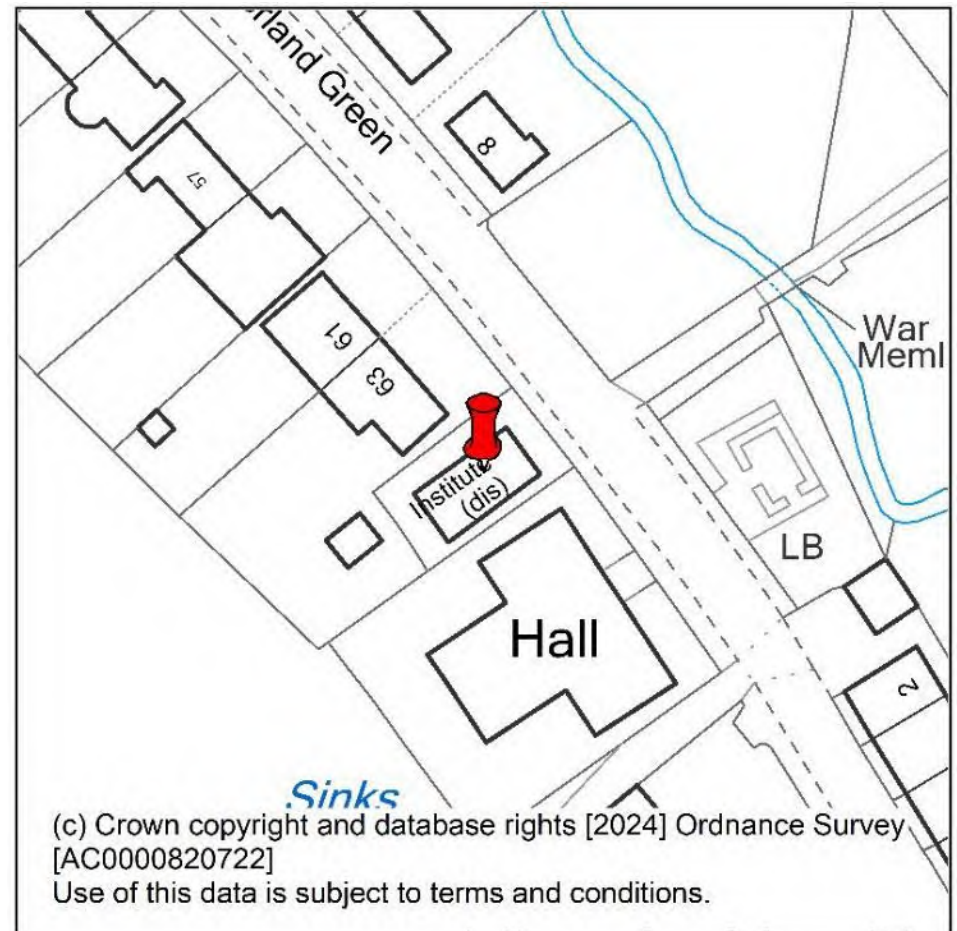 erland Green
8
57
61
63
War
Meml
Institute
(dis)
LB
Hall
2
Sinks
(c) Crown copyright and database rights [2024] Ordnance Survey
[AC0000820722]
Use of this data is subject to terms and conditions.